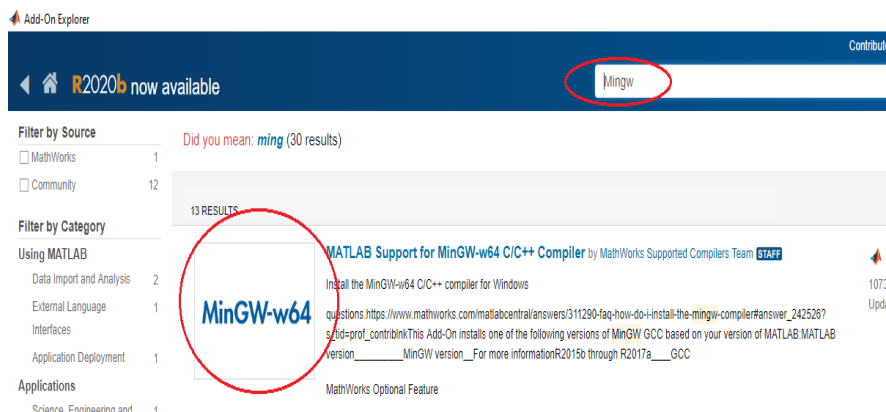 Add-On Explorer
Contribute
R2020b now available
Mingw
Filter by Source
MathWorks 1
Community 12
Filter by Category
Using MATLAB
Data Import and Analysis 2
External Language Interfaces 1
Application Deployment 1
Applications
Science, Engineering and 1
Did you mean: ming (30 results)
13 RESULTS
MinGW-w64
MATLAB Support for MinGW-w64 C/C++ Compiler by MathWorks Supported Compilers Team STAFF
Install the MinGW-w64 C/C++ compiler for Windows
questions.https://www.mathworks.com/matlabcentral/answers/311290-faq-how-do-i-install-the-mingw-compiler#answer_242526?
s_tid=prof_contriblnkThis Add-On installs one of the following versions of MinGW GCC based on your version of MATLAB:MATLAB
version__________MinGW version__For more informationR2015b through R2017a____GCC
MathWorks Optional Feature
1073
Upda